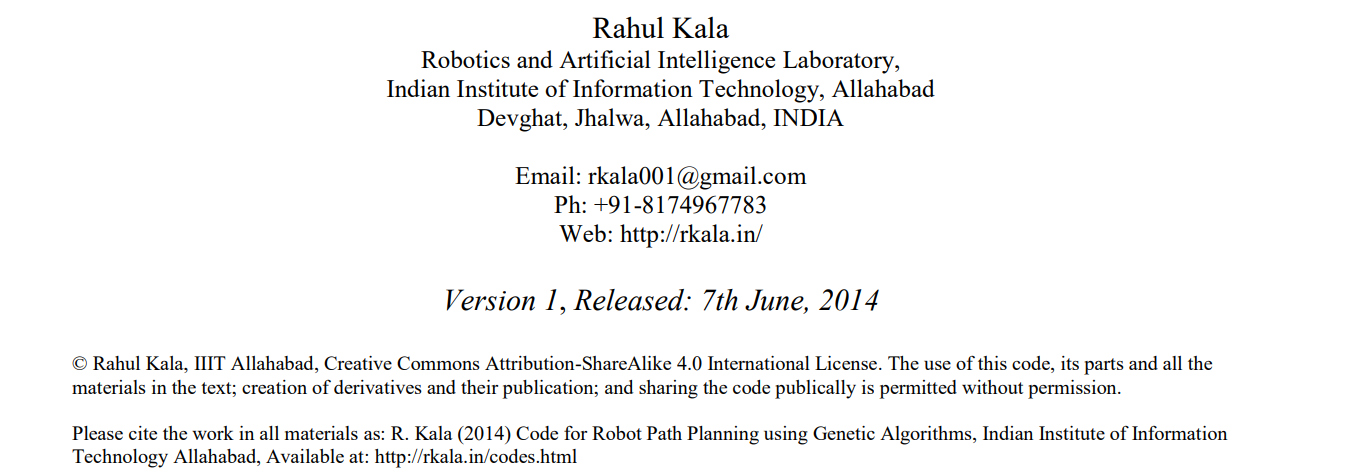 Rahul Kala
Robotics and Artificial Intelligence Laboratory,
Indian Institute of Information Technology, Allahabad
Devghat, Jhalwa, Allahabad, INDIA
Email: rkala001@gmail.com
Ph: +91-8174967783
Web: http://rkala.in/
Version 1, Released: 7th June, 2014
© Rahul Kala, IIIT Allahabad, Creative Commons Attribution-ShareAlike 4.0 International License. The use of this code, its parts and all the
materials in the text; creation of derivatives and their publication; and sharing the code publically is permitted without permission.
Please cite the work in all materials as: R. Kala (2014) Code for Robot Path Planning using Genetic Algorithms, Indian Institute of Information
Technology Allahabad, Available at: http://rkala.in/codes.html